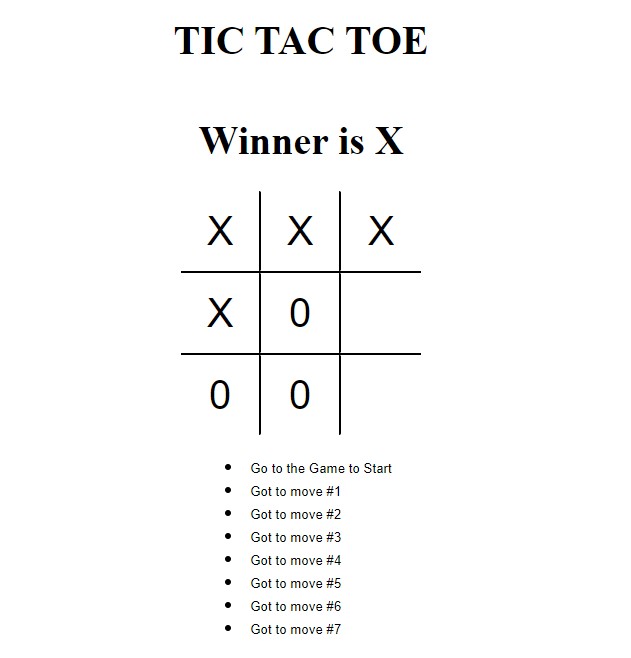 TIC TAC TOE
Winner is X
X X X
X 0
0 0
Go to the Game to Start
Got to move #1
Got to move #2
Got to move #3
Got to move #4
Got to move #5
Got to move #6
Got to move #7